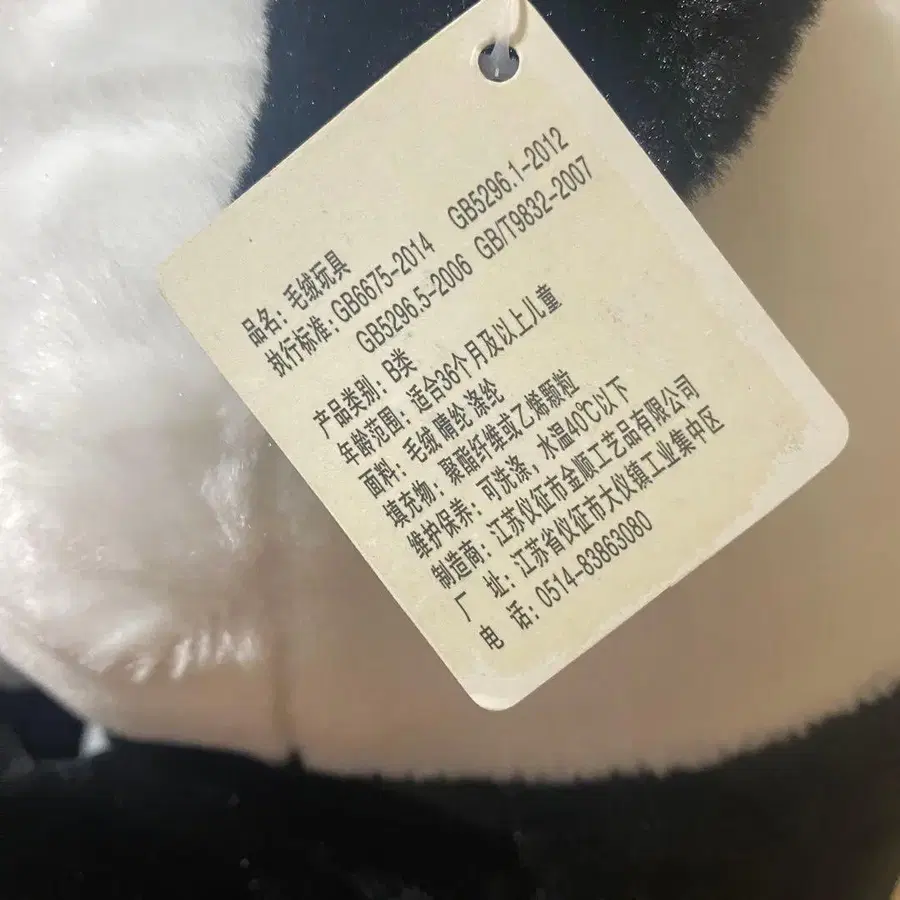 品名：毛绒玩具
执行标准：GB6675-2014 GB5296.1-2012
GB5296.5-2006 GB/T9832-2007
产品类别：B类
年龄范围：适合36个月及以上儿童
面料：毛绒 晴纶 涤纶
填充物：聚酯纤维或乙烯颗粒
维护保养：可洗涤，水温40℃以下
制造商：江苏仪征市金顺工艺品有限公司
厂 址：江苏省仪征市大仪镇工业集中区
电 话：0514-83863080